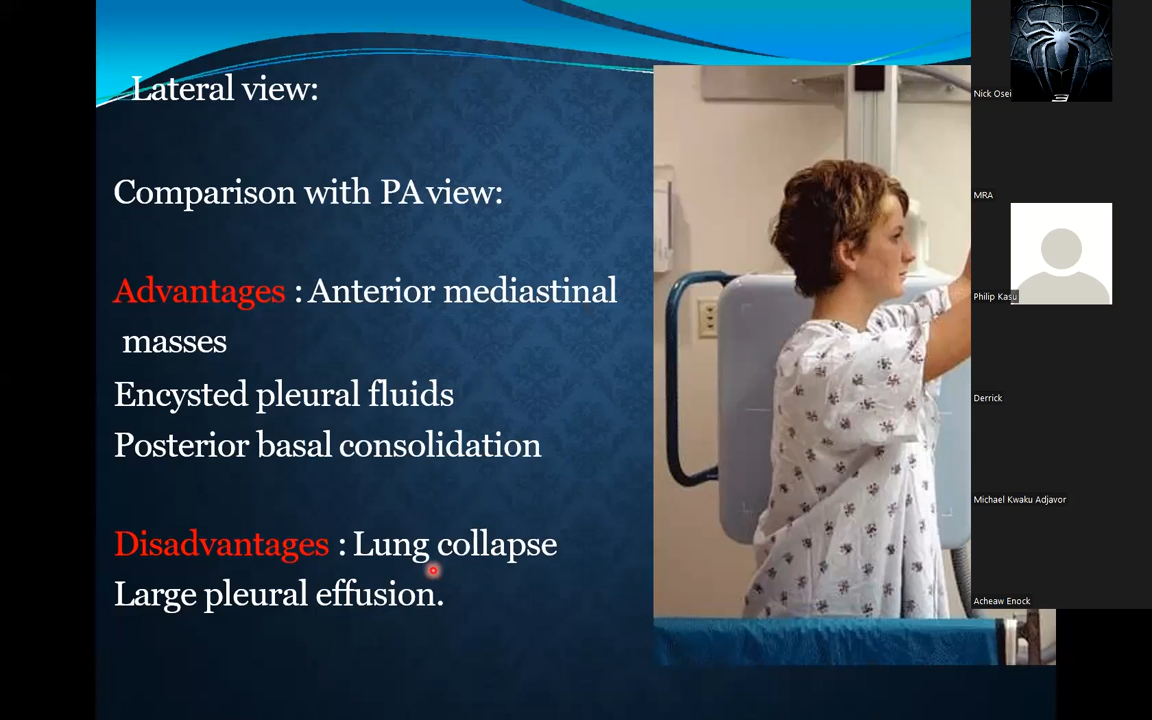 Lateral view:
Comparison with PA view:
Advantages : Anterior mediastinal
masses
Encysted pleural fluids
Posterior basal consolidation
Disadvantages : Lung collapse
Large pleural effusion.
Nick Osei
MRA
Philip Kasu
Derrick
Michael Kwaku Adjavor
Acheaw Enock